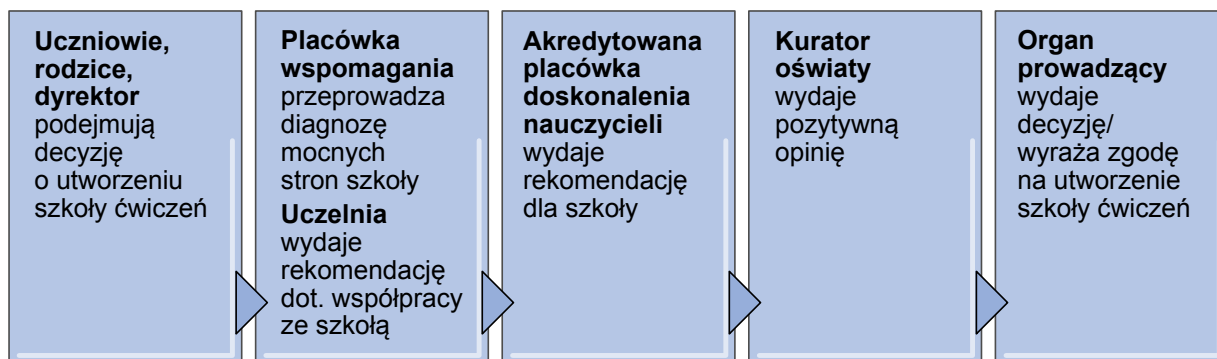 Uczniowie,
rodzice,
dyrektor
podejmują
decyzję
o utworzeniu
szkoły ćwiczeń
Placówka
wspomagania
przeprowadza
diagnozę
mocnych
stron szkoły
Uczelnia
wydaje
rekomendację
dot. współpracy
ze szkołą
Akredytowana
placówka
doskonalenia
nauczycieli
wydaje
rekomendację
dla szkoły
Kurator
oświaty
wydaje
pozytywną
opinię
Organ
prowadzący
wydaje
decyzję/
wyraża zgodę
na utworzenie
szkoły ćwiczeń